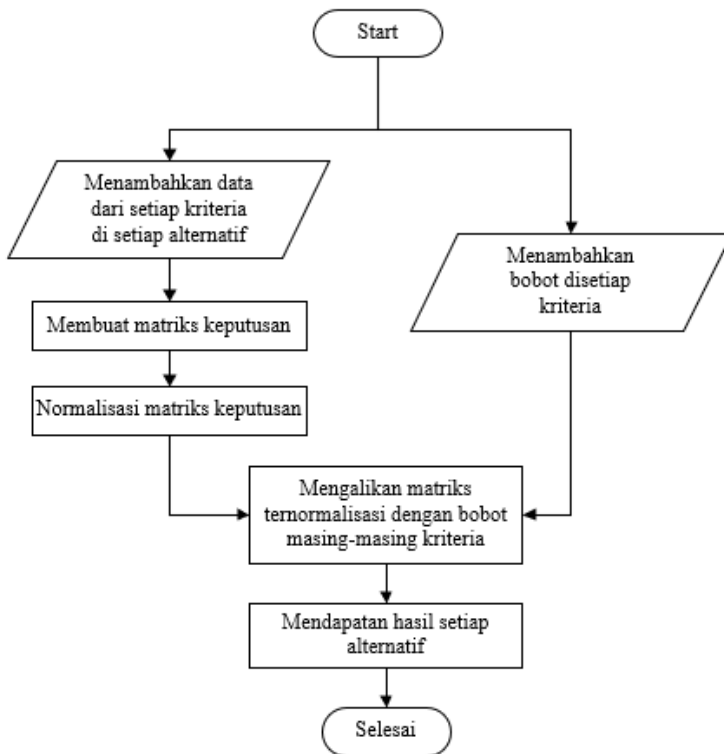 Start
Menambahkan data
dari setiap kriteria
di setiap alternatif
Menambahkan
bobot disetiap
kriteria
Membuat matriks keputusan
Normalisasi matriks keputusan
Mengalikan matriks
ternormalisasi dengan bobot
masing-masing kriteria
Mendapatan hasil setiap
alternatif
Selesai